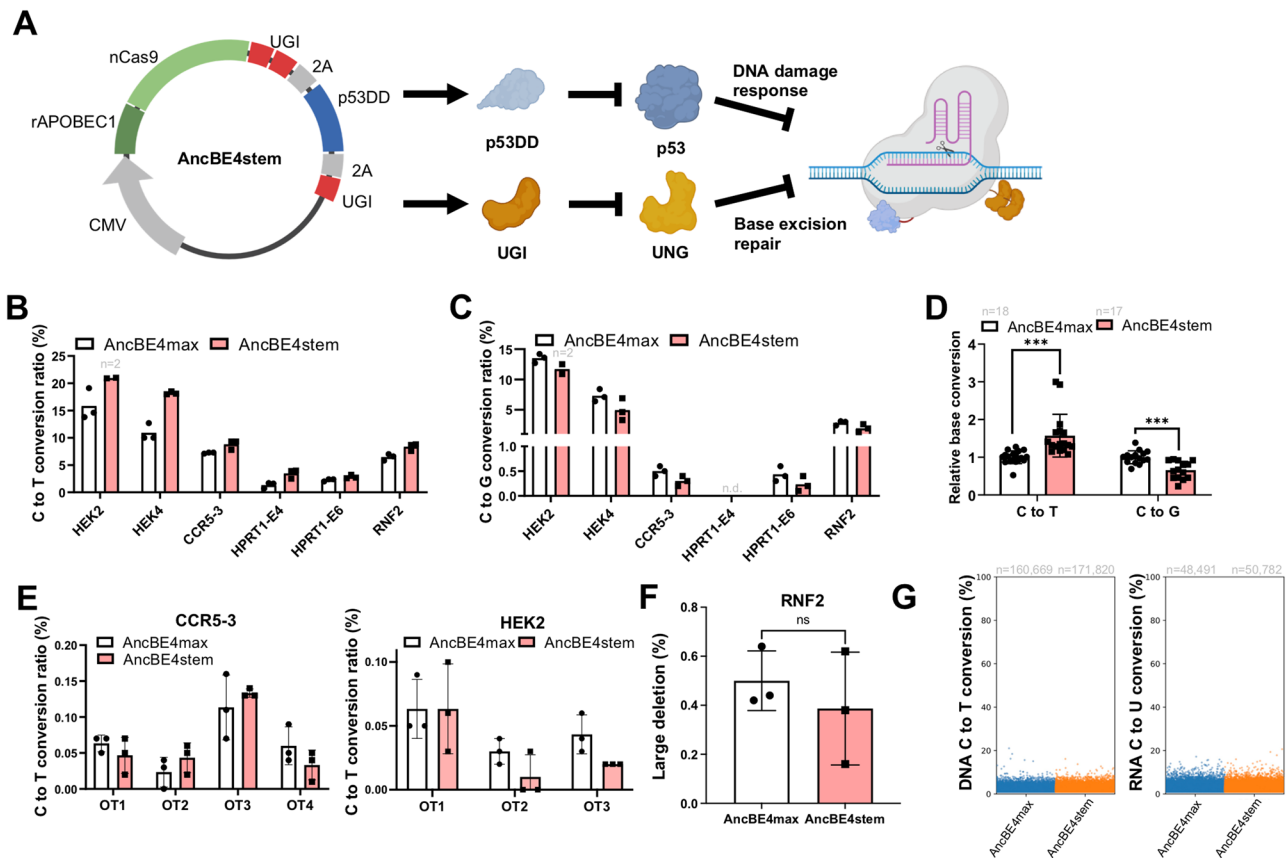 A
nCas9
UGI
2A
p53DD
rAPOBEC1
AncBE4stem
2A
UGI
CMV
p53DD
p53
DNA damage
response
UGI
UNG
Base excision
repair
B
C to T conversion ratio (%)
AncBE4max
AncBE4stem
n=2
25
20
15
10
5
0
HEK2
HEK4
CCR5-3
HPRT1-E4
HPRT1-E6
RNF2
C
C to G conversion ratio (%)
AncBE4max
AncBE4stem
n=2
15
10
5
1.0
0.5
0.0
n.d.
HEK2
HEK4
CCR5-3
HPRT1-E4
HPRT1-E6
RNF2
D
n=18
n=17
AncBE4max
AncBE4stem
Relative base conversion
4
3
2
1
0
***
***
C to T
C to G
E
CCR5-3
AncBE4max
AncBE4stem
C to T conversion ratio (%)
0.20
0.15
0.10
0.05
0.00
OT1
OT2
OT3
OT4
HEK2
AncBE4max
AncBE4stem
C to T conversion ratio (%)
0.10
0.05
0.00
OT1
OT2
OT3
F
RNF2
ns
Large deletion (%)
0.8
0.6
0.4
0.2
0.0
AncBE4max
AncBE4stem
G
n=160,669
n=171,820
DNA C to T conversion (%)
100
80
60
40
20
0
AncBE4max
AncBE4stem
n=48,491
n=50,782
RNA C to U conversion (%)
100
80
60
40
20
0
AncBE4max
AncBE4stem